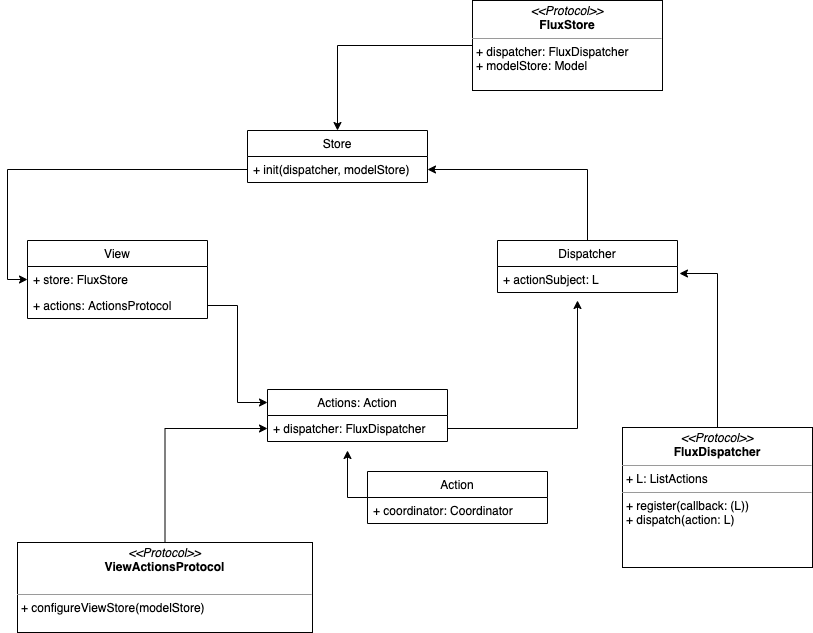 <<Protocol>>
FluxStore
+ dispatcher: FluxDispatcher
+ modelStore: Model
Store
+ init(dispatcher, modelStore)
View
+ store: FluxStore
+ actions: ActionsProtocol
Dispatcher
+ actionSubject: L
Actions: Action
+ dispatcher: FluxDispatcher
<<Protocol>>
FluxDispatcher
+ L: ListActions
+ register(callback: (L))
+ dispatch(action: L)
Action
+ coordinator: Coordinator
<<Protocol>>
ViewActionsProtocol
+ configureViewStore(modelStore)